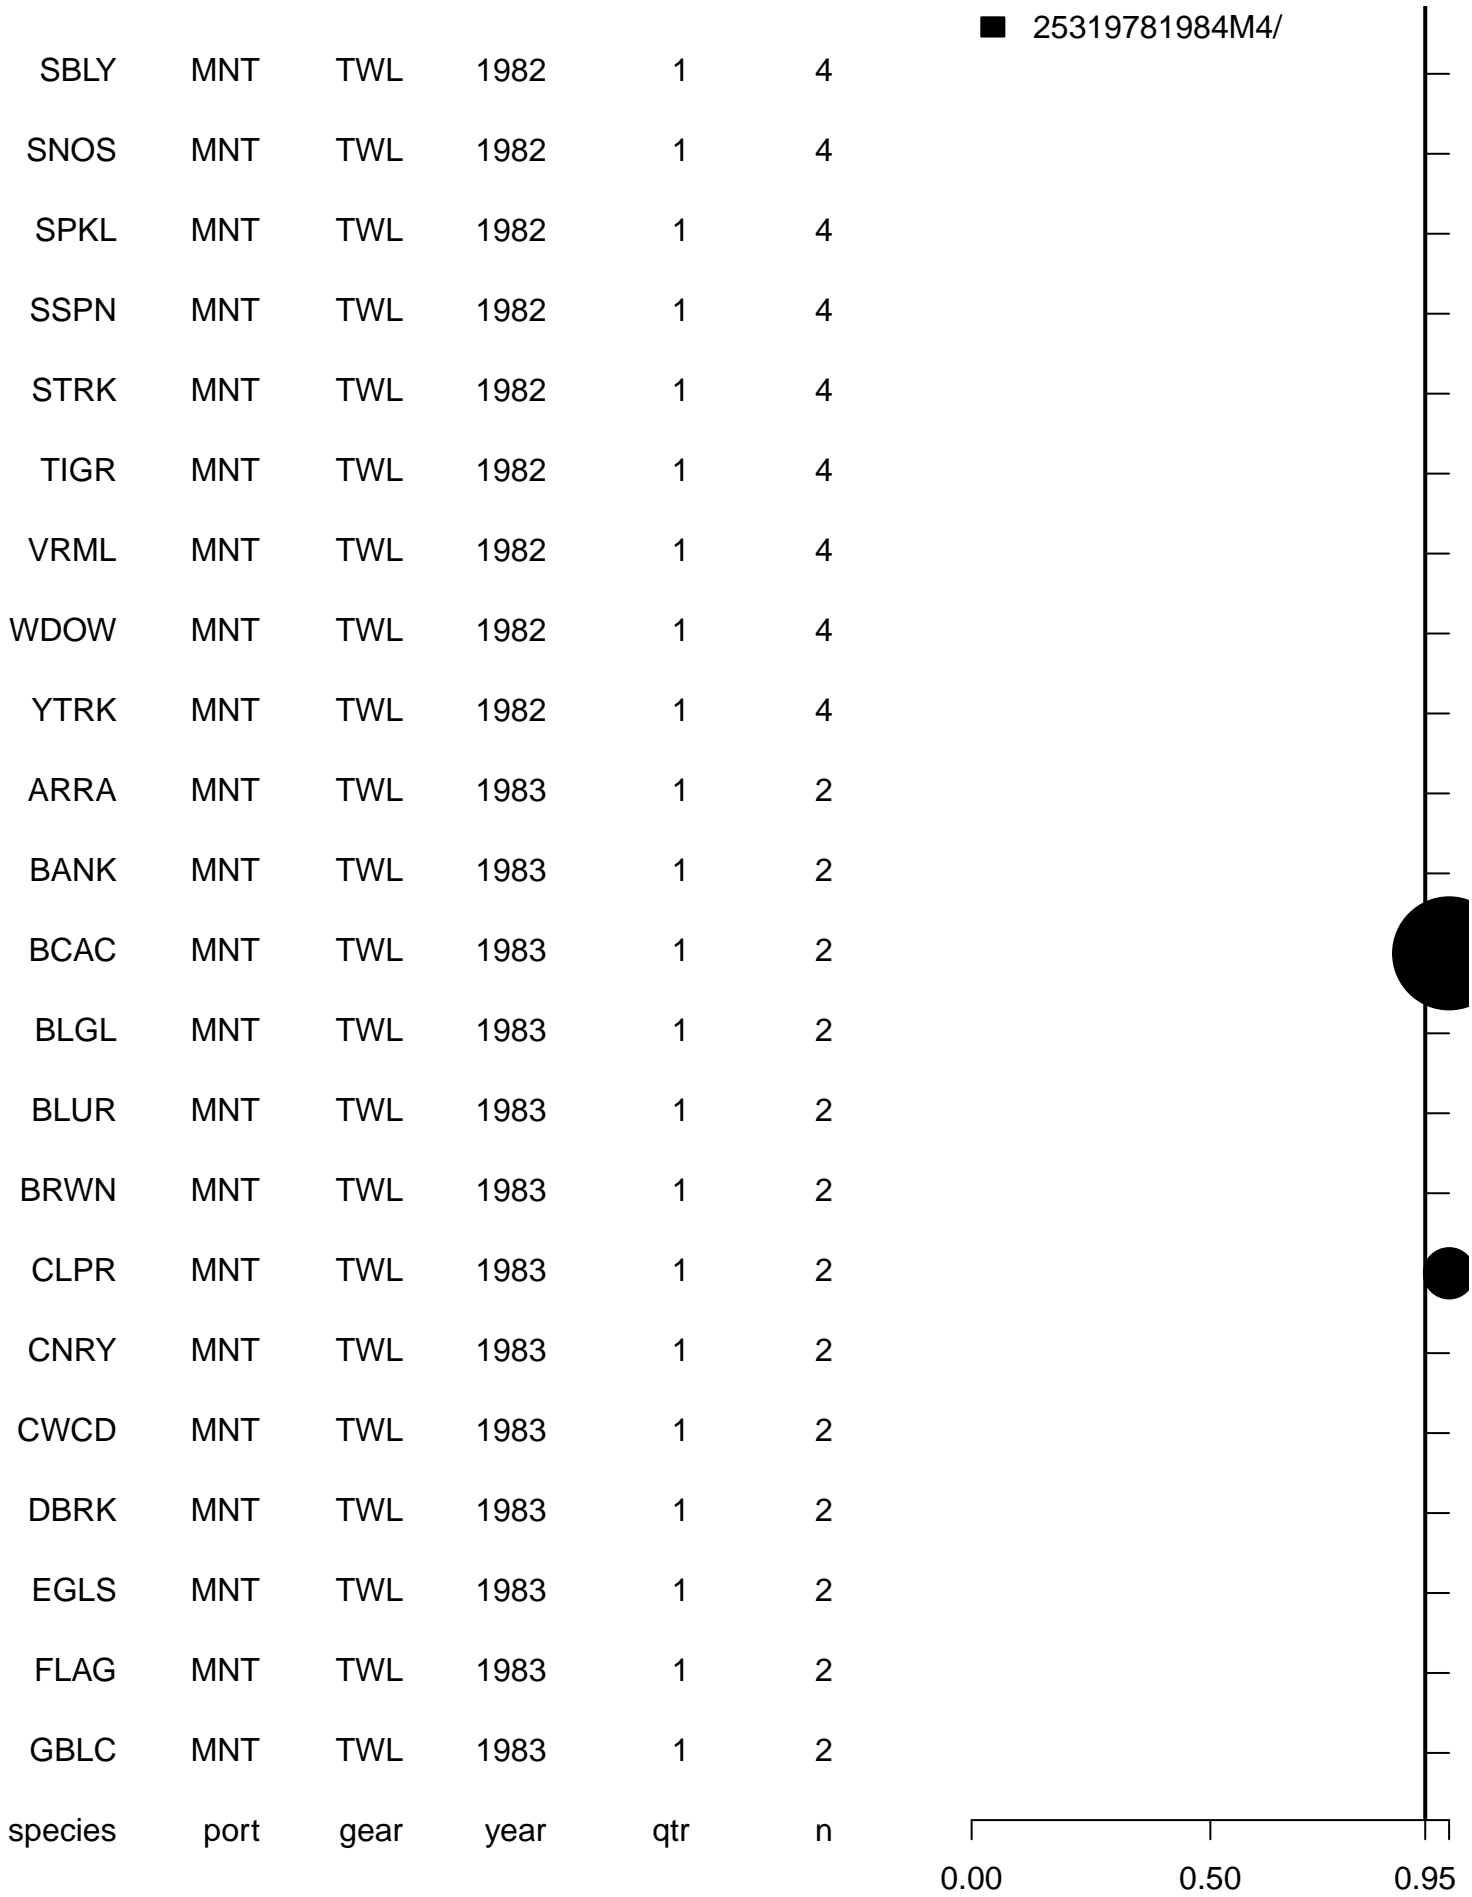 25319781984M4/
SBLY MNT TWL 1982 1 4
SNOS MNT TWL 1982 1 4
SPKL MNT TWL 1982 1 4
SSPN MNT TWL 1982 1 4
STRK MNT TWL 1982 1 4
TIGR MNT TWL 1982 1 4
VRML MNT TWL 1982 1 4
WDOW MNT TWL 1982 1 4
YTRK MNT TWL 1982 1 4
ARRA MNT TWL 1983 1 2
BANK MNT TWL 1983 1 2
BCAC MNT TWL 1983 1 2
BLGL MNT TWL 1983 1 2
BLUR MNT TWL 1983 1 2
BRWN MNT TWL 1983 1 2
CLPR MNT TWL 1983 1 2
CNRY MNT TWL 1983 1 2
CWCD MNT TWL 1983 1 2
DBRK MNT TWL 1983 1 2
EGLS MNT TWL 1983 1 2
FLAG MNT TWL 1983 1 2
GBLC MNT TWL 1983 1 2
species port gear year qtr n
0.00 0.50 0.95